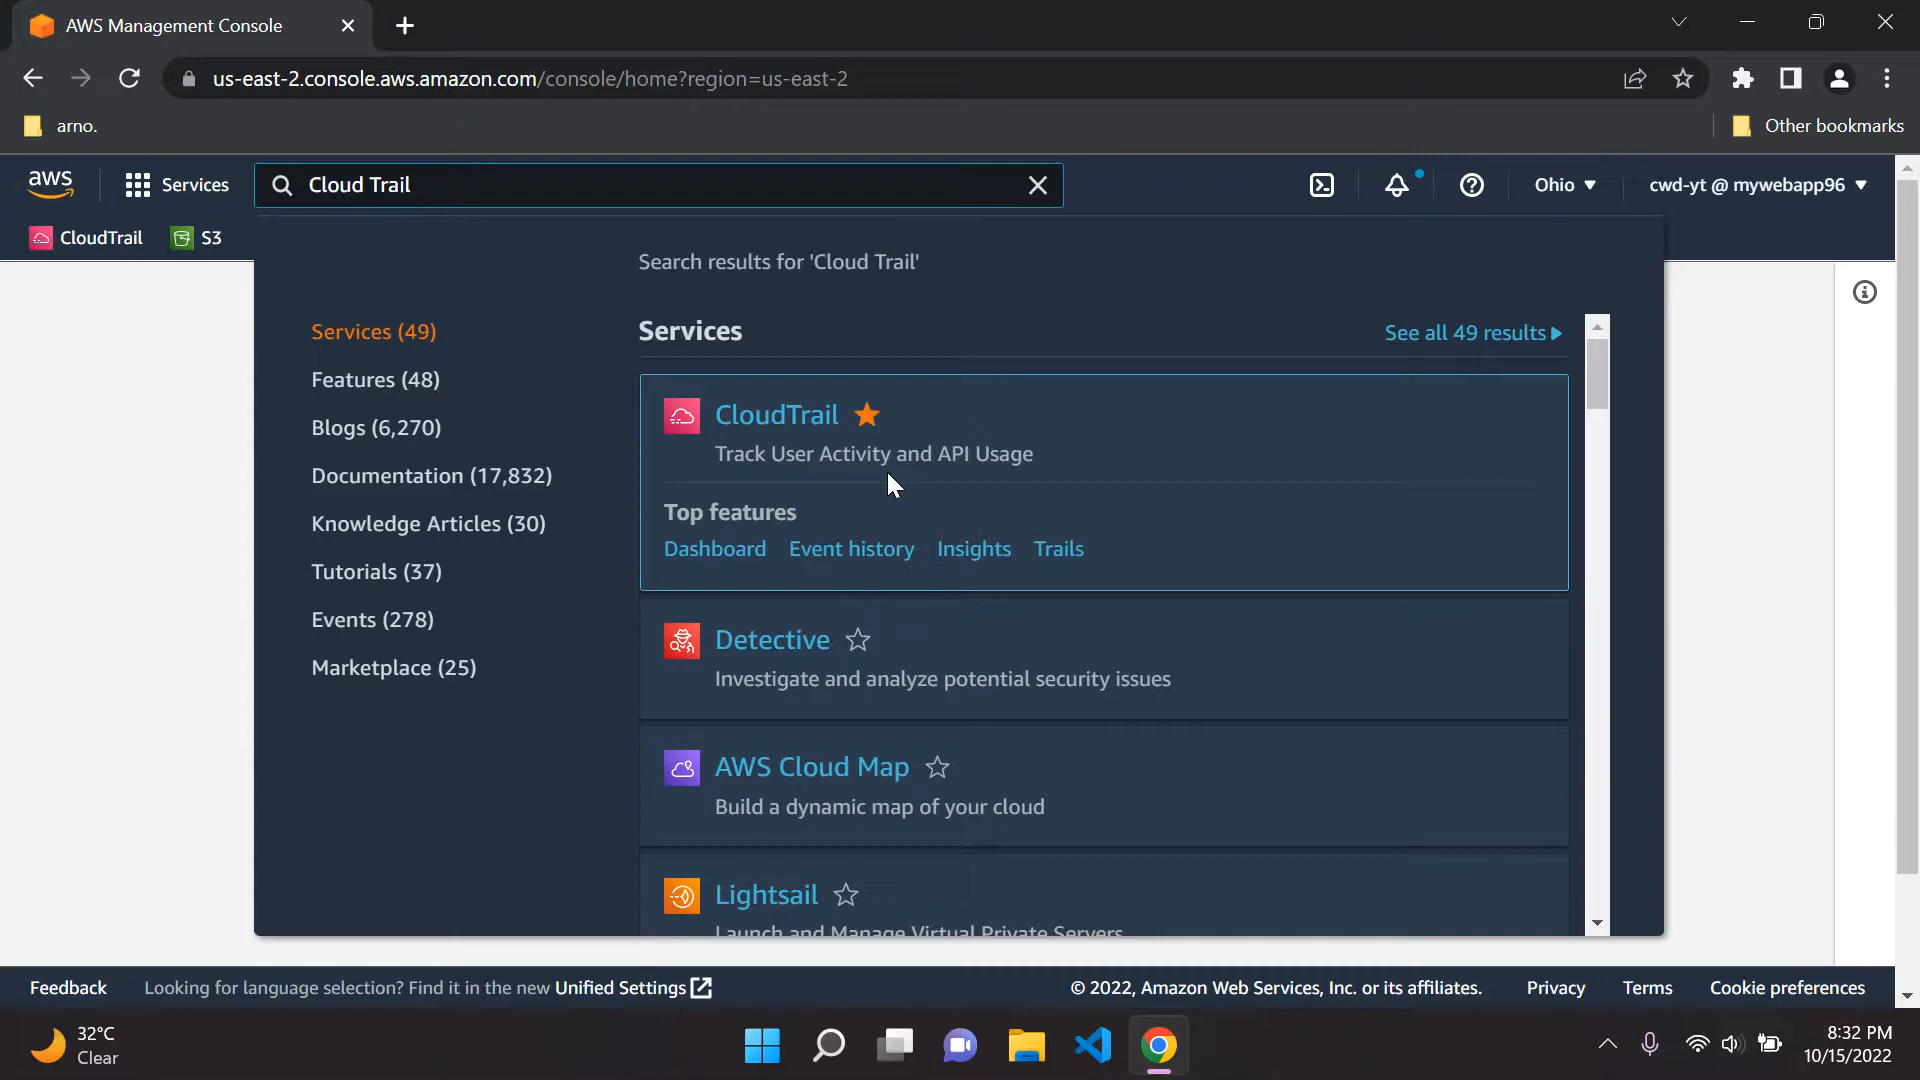 AWS Management Console
us-east-2.console.aws.amazon.com/console/home?region=us-east-2
arno.
Other bookmarks
aws
Services
Cloud Trail
Ohio
cwd-yt @ mywebapp96
CloudTrail
S3
Search results for 'Cloud Trail'
Services (49)
Features (48)
Blogs (6,270)
Documentation (17,832)
Knowledge Articles (30)
Tutorials (37)
Events (278)
Marketplace (25)
Services
See all 49 results
CloudTrail
Track User Activity and API Usage
Top features
Dashboard Event history Insights Trails
Detective
Investigate and analyze potential security issues
AWS Cloud Map
Build a dynamic map of your cloud
Lightsail
Launch and Manage Virtual Private Servers
Feedback
Looking for language selection? Find it in the new Unified Settings
© 2022, Amazon Web Services, Inc. or its affiliates.
Privacy
Terms
Cookie preferences
32°C
Clear
8:32 PM
10/15/2022